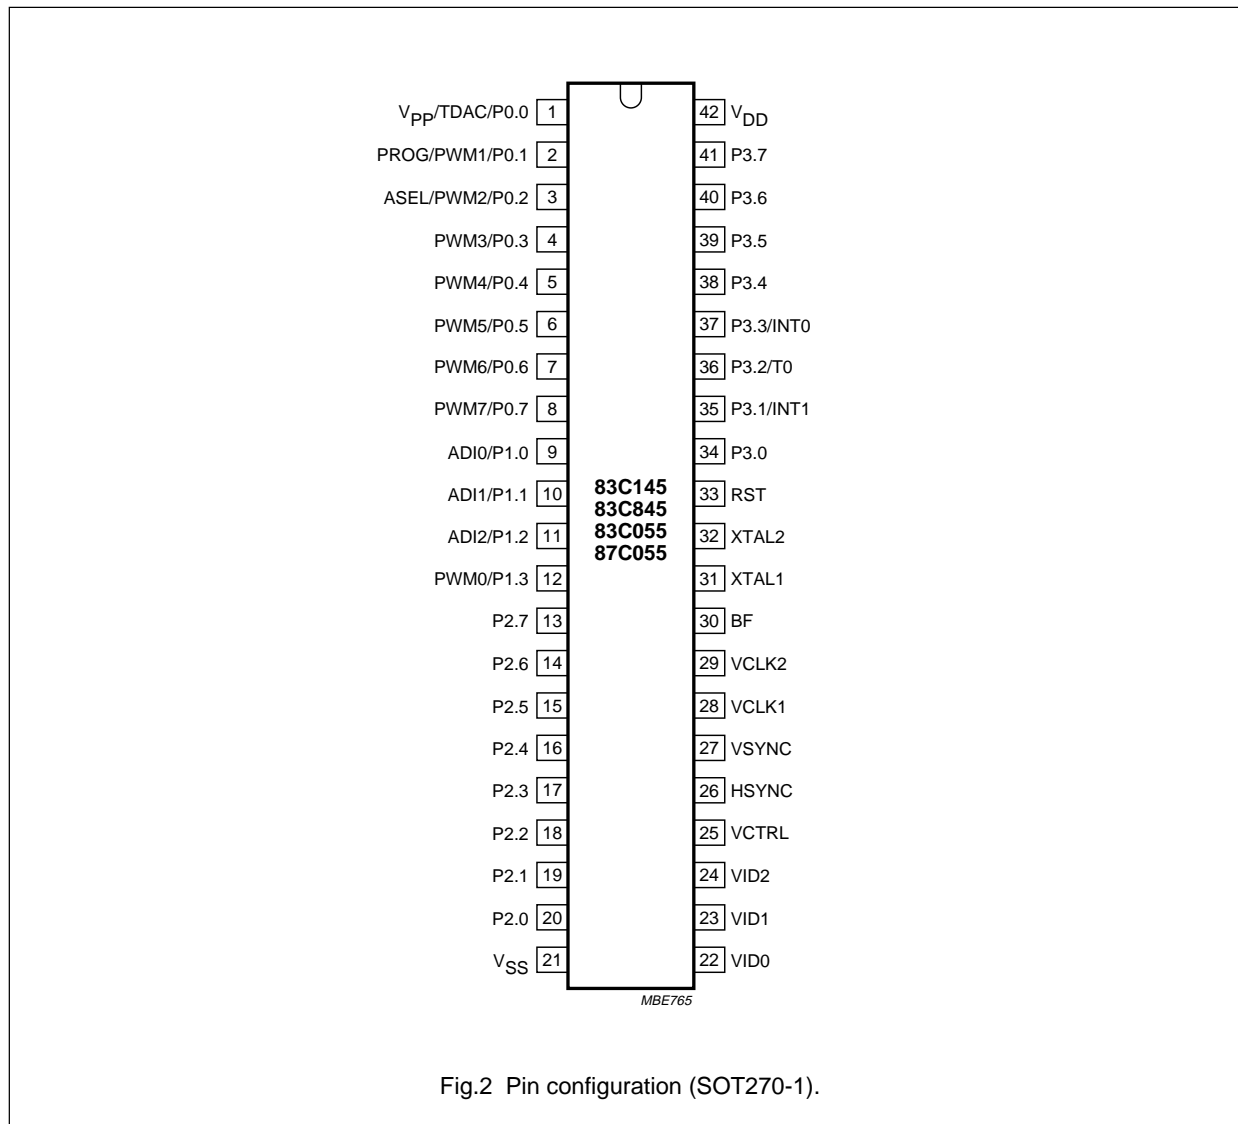 VPP/TDAC/P0.0 1 42 VDD
PROG/PWM1/P0.1 2 41 P3.7
ASEL/PWM2/P0.2 3 40 P3.6
PWM3/P0.3 4 39 P3.5
PWM4/P0.4 5 38 P3.4
PWM5/P0.5 6 37 P3.3/INT0
PWM6/P0.6 7 36 P3.2/T0
PWM7/P0.7 8 35 P3.1/INT1
ADI0/P1.0 9 34 P3.0
ADI1/P1.1 10 33 RST
ADI2/P1.2 11 32 XTAL2
PWM0/P1.3 12 31 XTAL1
P2.7 13 30 BF
P2.6 14 29 VCLK2
P2.5 15 28 VCLK1
P2.4 16 27 VSYNC
P2.3 17 26 HSYNC
P2.2 18 25 VCTRL
P2.1 19 24 VID2
P2.0 20 23 VID1
VSS 21 22 VID0
83C145
83C845
83C055
87C055
MBE765
Fig.2 Pin configuration (SOT270-1).